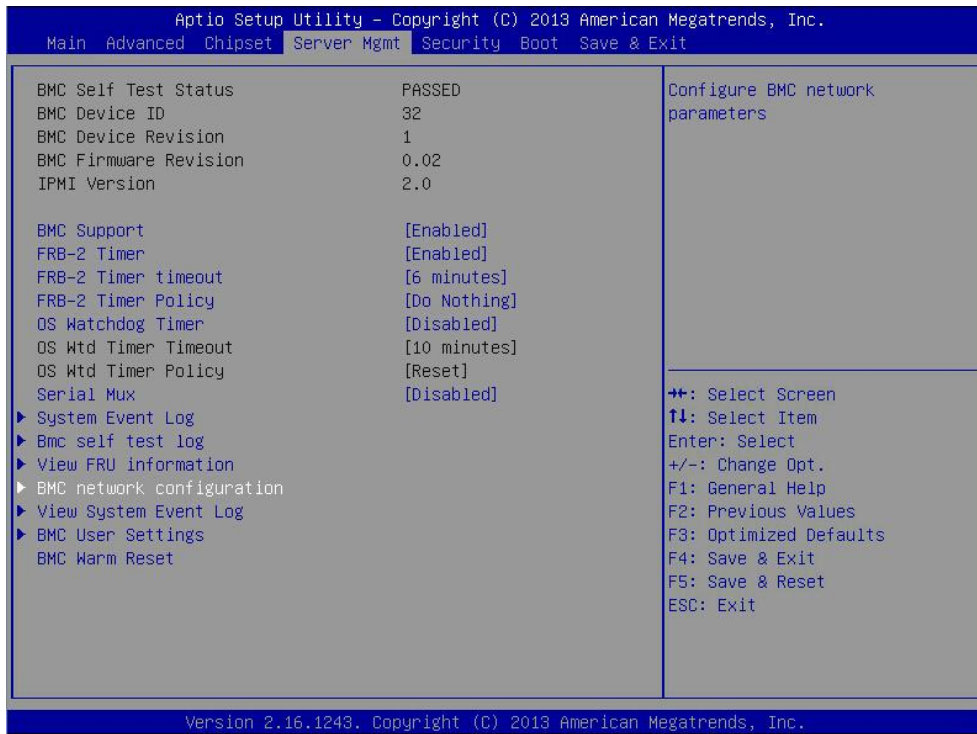 Aptio Setup Utility – Copyright (C) 2013 American Megatrends, Inc.
Main Advanced Chipset Server Mgmt Security Boot Save & Exit
BMC Self Test Status PASSED
BMC Device ID 32
BMC Device Revision 1
BMC Firmware Revision 0.02
IPMI Version 2.0
BMC Support [Enabled]
FRB-2 Timer [Enabled]
FRB-2 Timer timeout [6 minutes]
FRB-2 Timer Policy [Do Nothing]
OS Watchdog Timer [Disabled]
OS Wtd Timer Timeout [10 minutes]
OS Wtd Timer Policy [Reset]
Serial Mux [Disabled]
System Event Log
Bmc self test log
View FRU information
BMC network configuration
View System Event Log
BMC User Settings
BMC Warm Reset
Configure BMC network
parameters
→←: Select Screen
↑↓: Select Item
Enter: Select
+/-: Change Opt.
F1: General Help
F2: Previous Values
F3: Optimized Defaults
F4: Save & Exit
F5: Save & Reset
ESC: Exit
Version 2.16.1243. Copyright (C) 2013 American Megatrends, Inc.